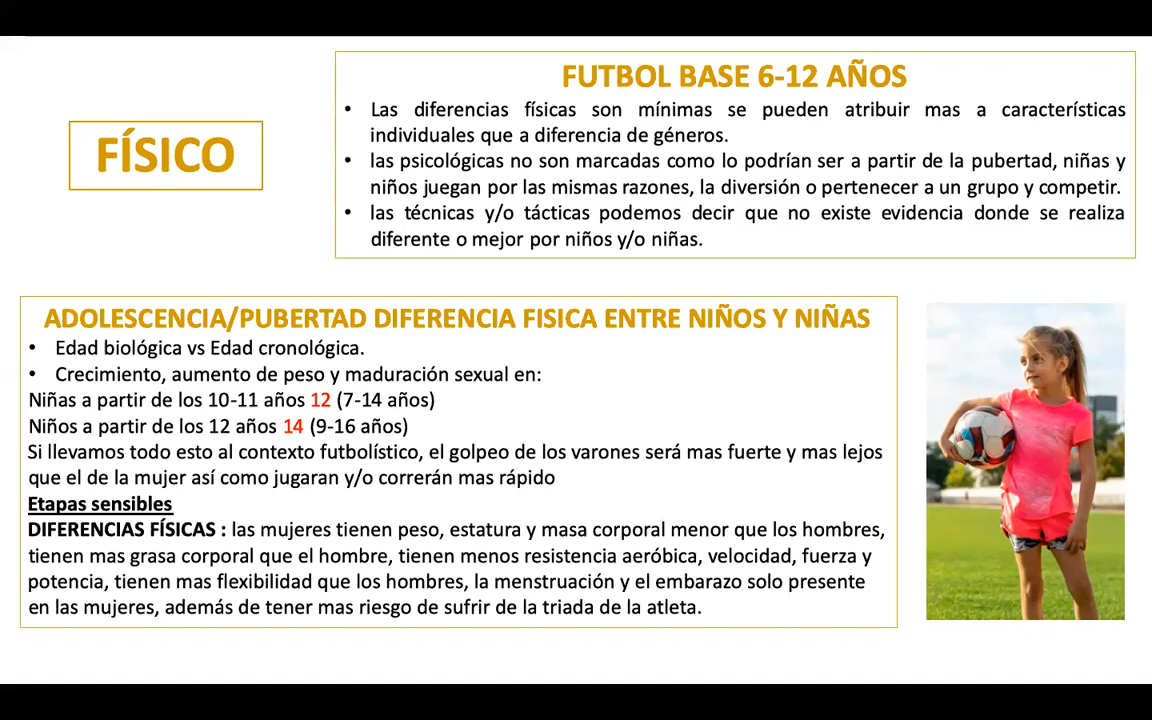 FÍSICO
FUTBOL BASE 6-12 AÑOS
• Las diferencias físicas son mínimas se pueden atribuir mas a características
individuales que a diferencia de géneros.
• las psicológicas no son marcadas como lo podrían ser a partir de la pubertad, niñas y
niños juegan por las mismas razones, la diversión o pertenecer a un grupo y competir.
• las técnicas y/o tácticas podemos decir que no existe evidencia donde se realiza
diferente o mejor por niños y/o niñas.
ADOLESCENCIA/PUBERTAD DIFERENCIA FISICA ENTRE NIÑOS Y NIÑAS
• Edad biológica vs Edad cronológica.
• Crecimiento, aumento de peso y maduración sexual en:
Niñas a partir de los 10-11 años 12 (7-14 años)
Niños a partir de los 12 años 14 (9-16 años)
Si llevamos todo esto al contexto futbolístico, el golpeo de los varones será mas fuerte y mas lejos
que el de la mujer así como jugaran y/o correrán mas rápido
Etapas sensibles
DIFERENCIAS FÍSICAS : las mujeres tienen peso, estatura y masa corporal menor que los hombres,
tienen mas grasa corporal que el hombre, tienen menos resistencia aeróbica, velocidad, fuerza y
potencia, tienen mas flexibilidad que los hombres, la menstruación y el embarazo solo presente
en las mujeres, además de tener mas riesgo de sufrir de la triada de la atleta.